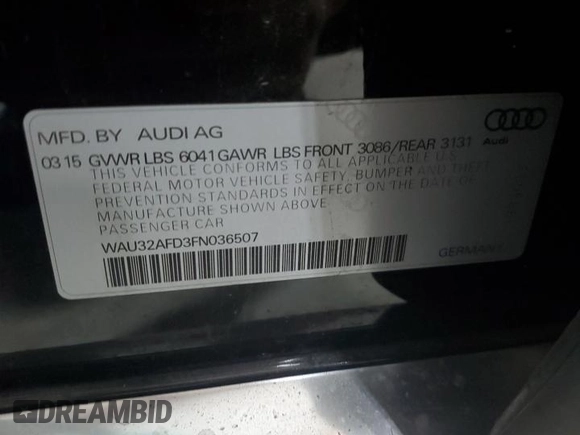 MFD. BY AUDI AG
03 15 GVWR LBS 6041 GAWR LBS FRONT 3086/REAR 3131
THIS VEHICLE CONFORMS TO ALL APPLICABLE U.S.
FEDERAL MOTOR VEHICLE SAFETY, BUMPER AND THEFT
PREVENTION STANDARDS IN EFFECT ON THE DATE OF
MANUFACTURE SHOWN ABOVE
PASSENGER CAR
WAU32AFD3FN036507
Audi
GERMANY
DREAMBID